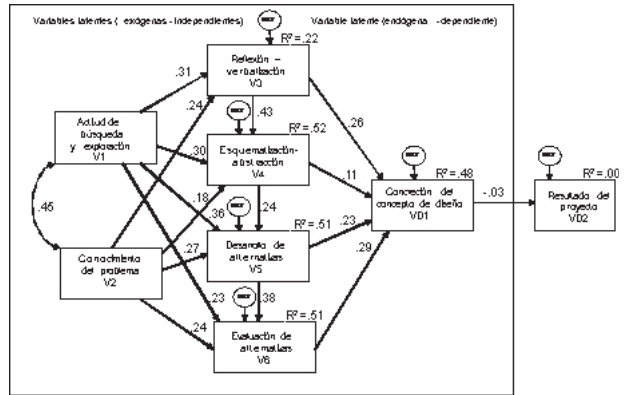 Variables latentes ( exógenas - independientes)
Variable latente (endógena - dependiente)
R²=.22
Reflexión –
verbalización
V3
.31
.24
.43
.26
Actitud de
búsqueda
y exploración
V1
R²=.52
Esquematización-
abstracción
V4
.30
.11
R²=.48
Concreción del
concepto de diseño
VD1
-.03
R²=.00
Resultado del
proyecto
VD2
.45
.18
.36
.24
R²=.51
Desarrollo de
alternativas
V5
.23
.29
Conocimiento
del problema
V2
.27
.23
.38
.24
R²=.51
Evaluación de
alternativas
V6